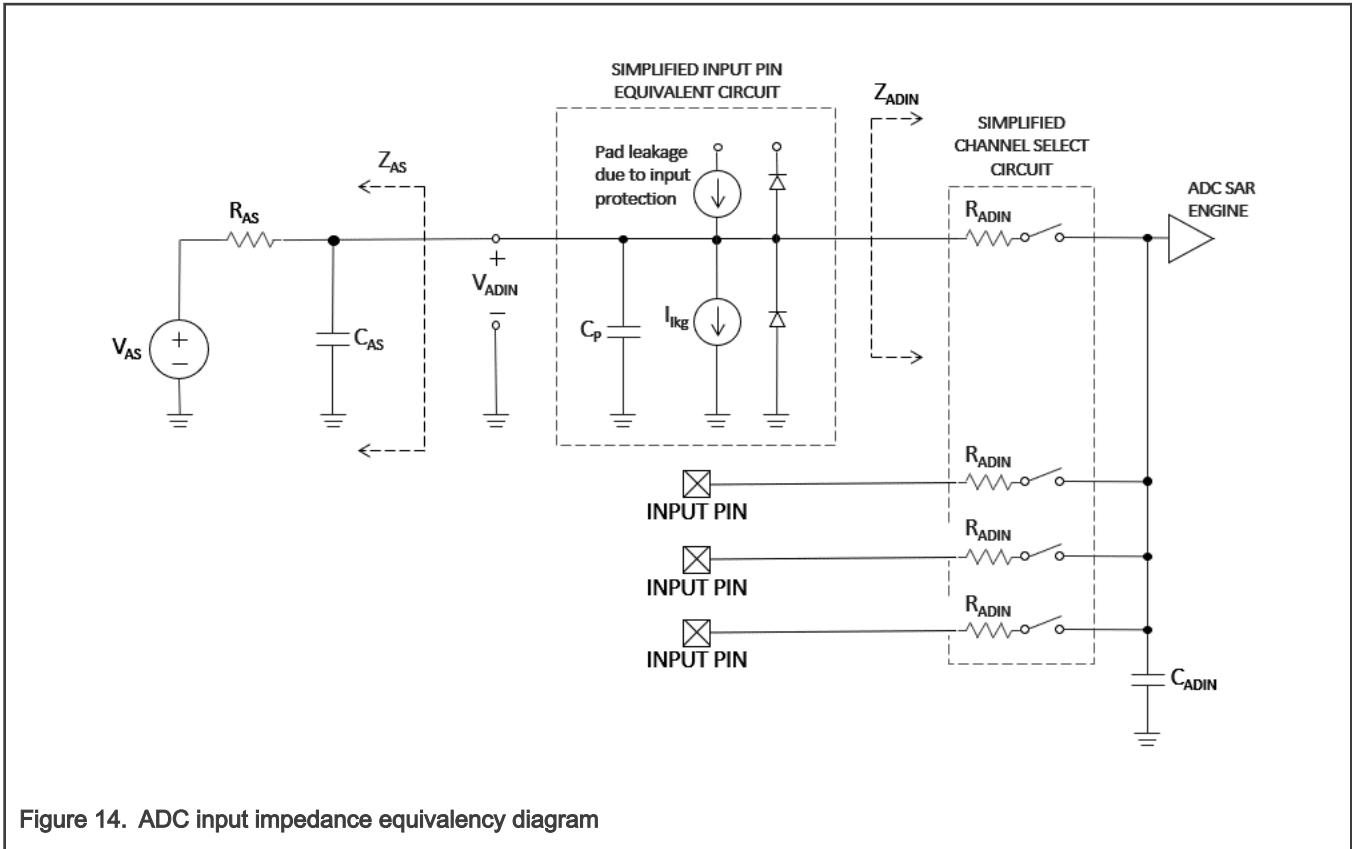 SIMPLIFIED INPUT PIN
EQUIVALENT CIRCUIT
Z_ADIN
SIMPLIFIED
CHANNEL SELECT
CIRCUIT
Pad leakage
due to input
protection
Z_AS
R_AS
R_ADIN
ADC SAR
ENGINE
+
V_ADIN
−
V_AS
+
−
C_AS
C_P
I_lkg
R_ADIN
INPUT PIN
R_ADIN
INPUT PIN
R_ADIN
INPUT PIN
C_ADIN
Figure 14. ADC input impedance equivalency diagram